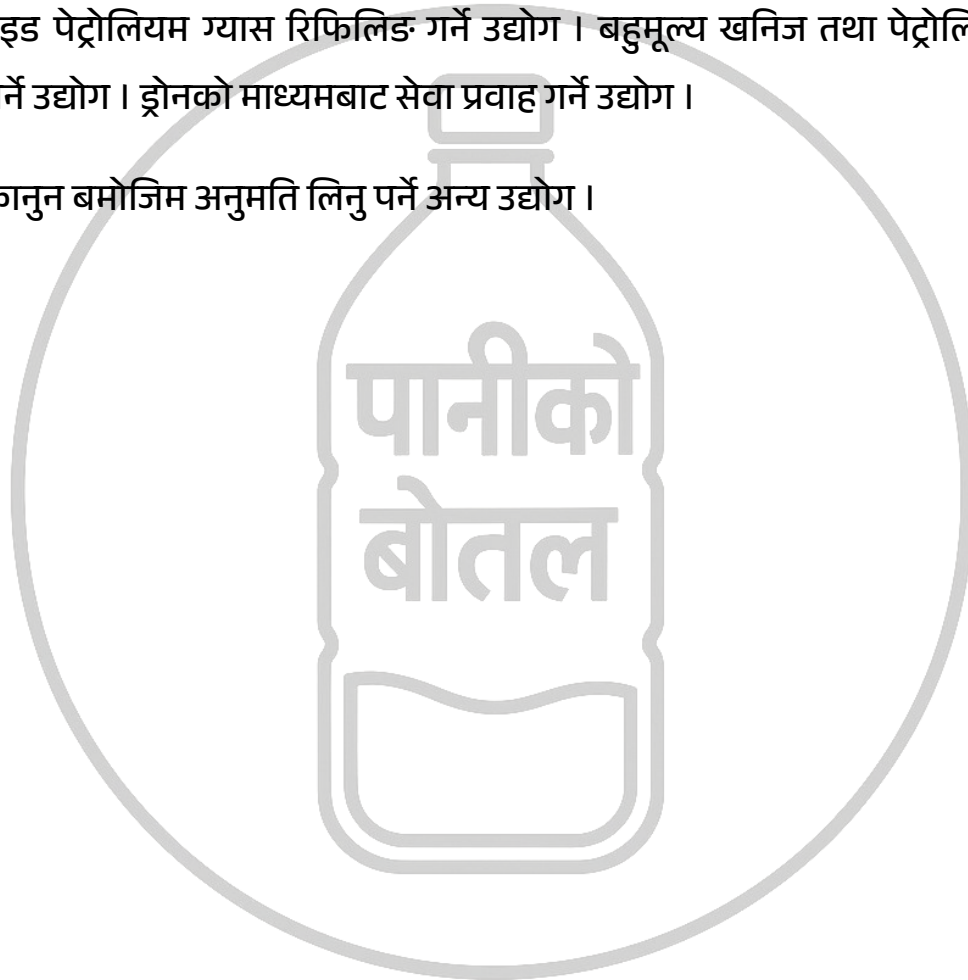 इड पेट्रोलियम ग्यास रिफिलिङ गर्ने उद्योग । बहुमूल्य खनिज तथा पेट्रोलि
र्ने उद्योग । ड्रोनको माध्यमबाट सेवा प्रवाह गर्ने उद्योग ।
कानुन बमोजिम अनुमति लिनु पर्ने अन्य उद्योग ।
पानीको
बोतल